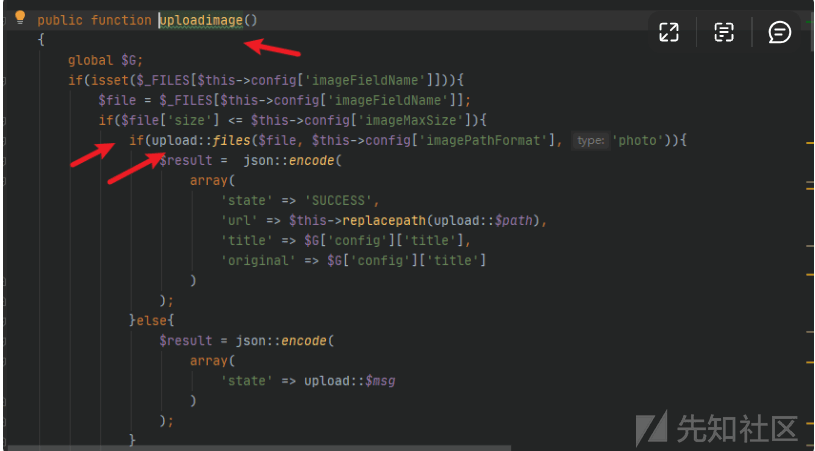 public function uploadimage()
{
    global $G;
    if(isset($_FILES[$this->config['imageFieldName']])){
        $file = $_FILES[$this->config['imageFieldName']];
        if($file['size'] <= $this->config['imageMaxSize']){
            if(upload::files($file, $this->config['imagePathFormat'], type: 'photo')){
                $result =  json::encode(
                    array(
                        'state' => 'SUCCESS',
                        'url' => $this->replacepath(upload::$path),
                        'title' => $G['config']['title'],
                        'original' => $G['config']['title']
                    )
                );
            }else{
                $result = json::encode(
                    array(
                        'state' => upload::$msg
                    )
                );
            }
先知社区